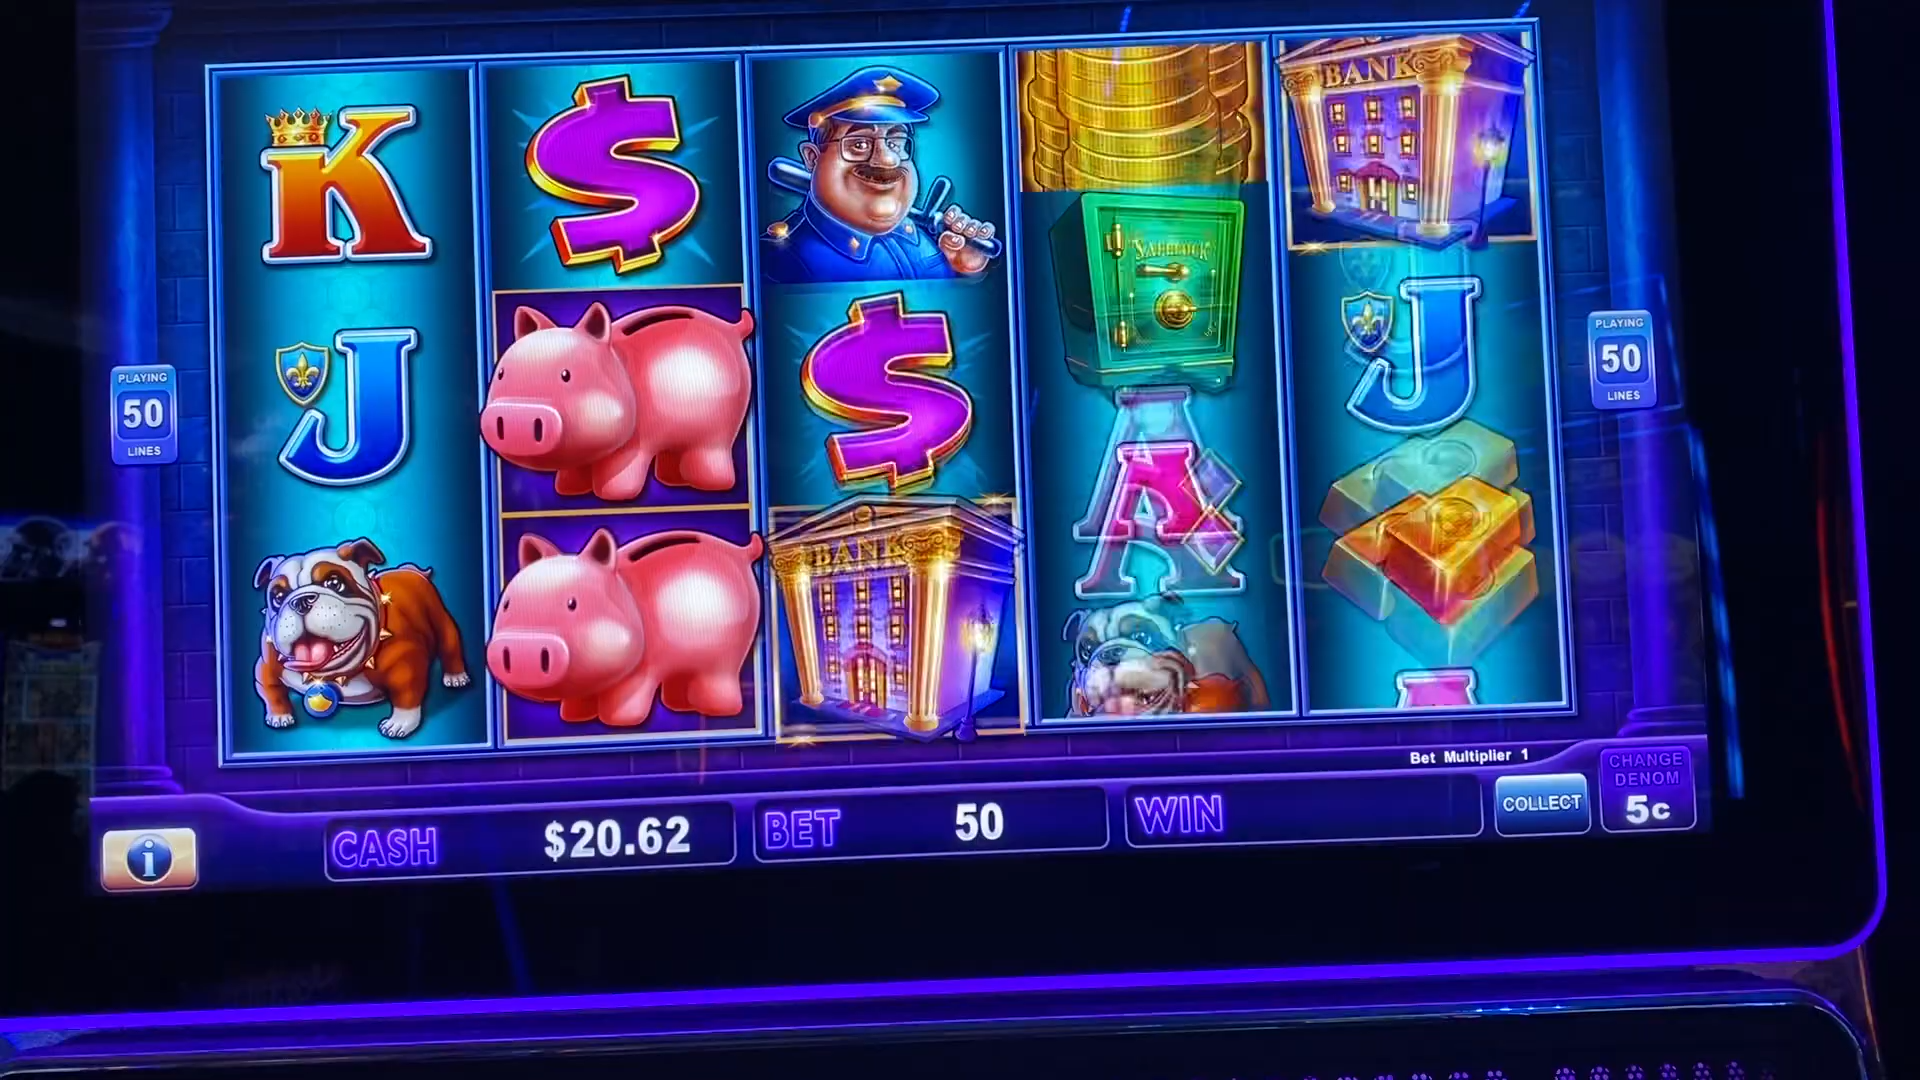 K
$
BANK
SAFELOCK
$
J
J
PLAYING
50
LINES
PLAYING
50
LINES
A
BANK
Bet Multiplier 1
CHANGE
DENOM
5c
COLLECT
CASH $20.62
BET 50
WIN
i